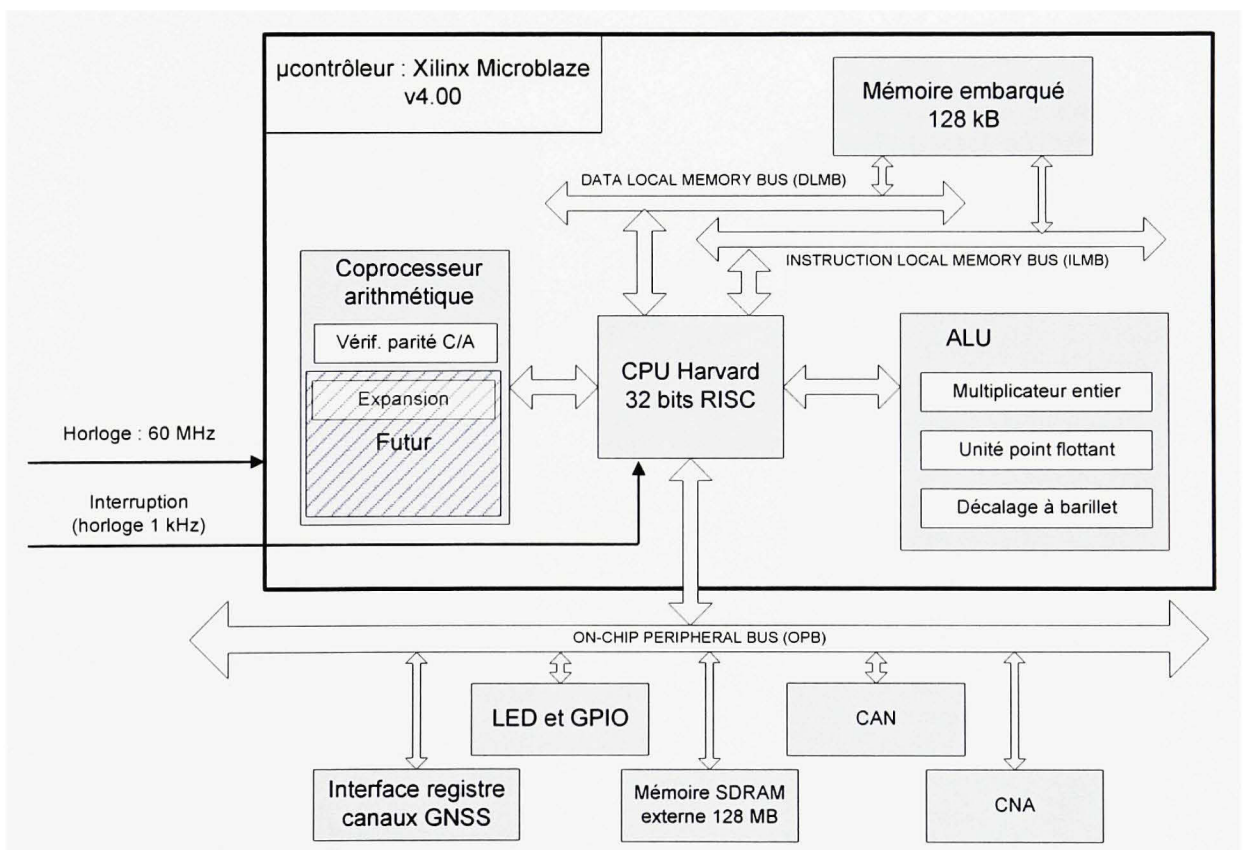 µcontrôleur : Xilinx Microblaze
v4.00
Mémoire embarqué
128 kB
DATA LOCAL MEMORY BUS (DLMB)
INSTRUCTION LOCAL MEMORY BUS (ILMB)
Coprocesseur
arithmétique
Vérif. parité C/A
Expansion
Futur
CPU Harvard
32 bits RISC
ALU
Multiplicateur entier
Unité point flottant
Décalage à barillet
Horloge : 60 MHz
Interruption
(horloge 1 kHz)
ON-CHIP PERIPHERAL BUS (OPB)
LED et GPIO
CAN
Interface registre
canaux GNSS
Mémoire SDRAM
externe 128 MB
CNA